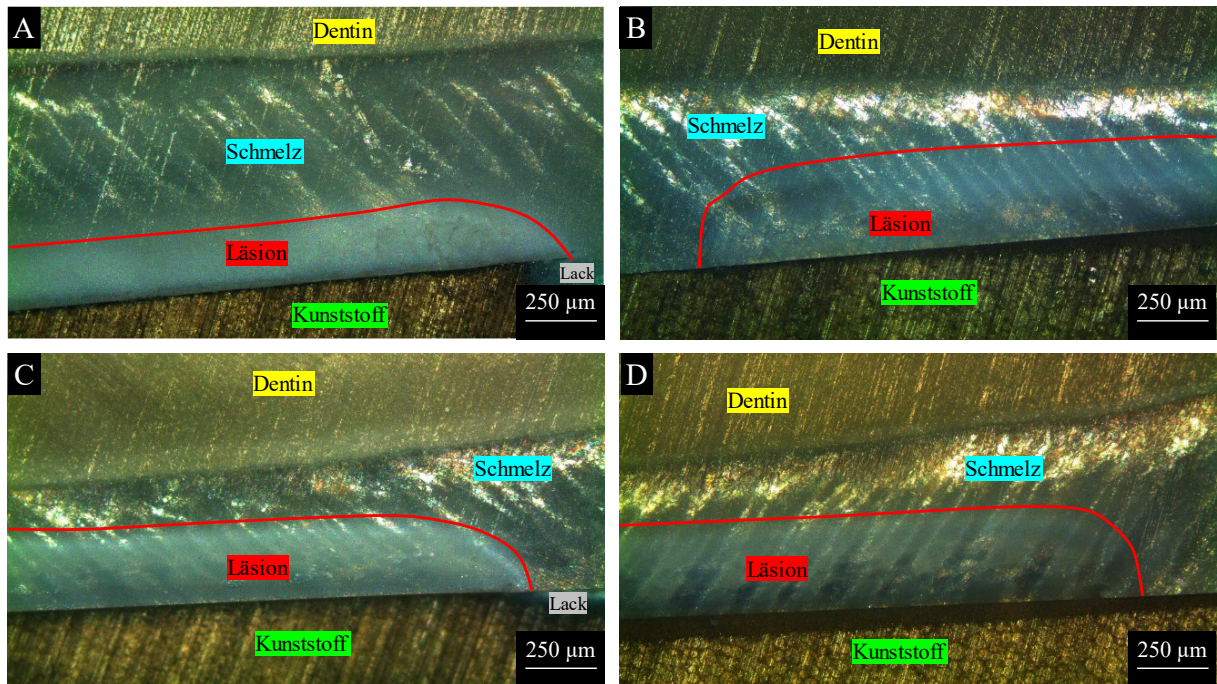 A
Dentin
Schmelz
Läsion
Lack
Kunststoff
250 µm
B
Dentin
Schmelz
Läsion
Kunststoff
250 µm
C
Dentin
Schmelz
Läsion
Lack
Kunststoff
250 µm
D
Dentin
Schmelz
Läsion
Kunststoff
250 µm